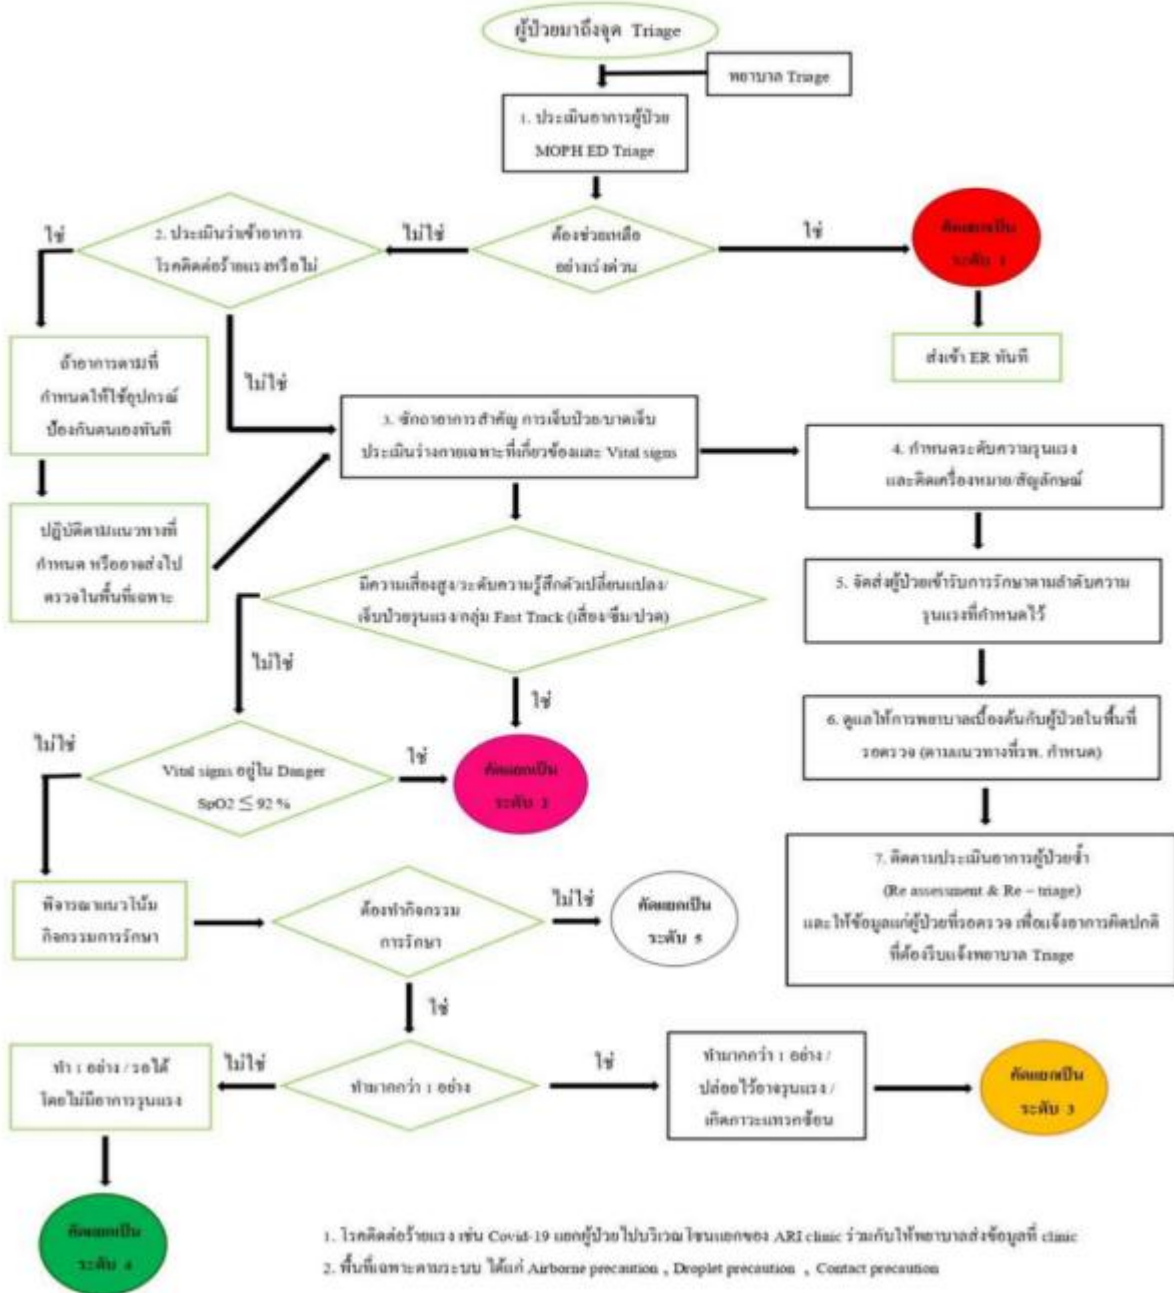 ผู้ป่วยมาถึงจุด Triage
พยาบาล Triage
1. ประเมินอาการผู้ป่วย
MOPH ED Triage
ต้องช่วยเหลือ
อย่างเร่งด่วน
ใช่
คัดแยกเป็น
ระดับ 1
ส่งเข้า ER ทันที
ไม่ใช่
2. ประเมินว่าเข้าอาการ
โรคติดต่อร้ายแรงหรือไม่
ใช่
ถ้าอาการตามที่
กำหนดให้ใช้อุปกรณ์
ป้องกันตนเองทันที
ปฏิบัติตามแนวทางที่
กำหนด หรืออาจส่งไป
ตรวจในพื้นที่เฉพาะ
ไม่ใช่
3. ซักถามอาการสำคัญ การเจ็บป่วย/บาดเจ็บ
ประเมินร่างกายเฉพาะที่เกี่ยวข้องและ Vital signs
4. กำหนดระดับความรุนแรง
และติดเครื่องหมาย/สัญลักษณ์
5. จัดส่งผู้ป่วยเข้ารับการรักษาตามลำดับความ
รุนแรงที่กำหนดไว้
6. ดูแลให้การพยาบาลเบื้องต้นกับผู้ป่วยในพื้นที่
รอตรวจ (ตามแนวทางที่รพ. กำหนด)
7. ติดตามประเมินอาการผู้ป่วยซ้ำ
(Re assessment & Re – triage)
และให้ข้อมูลแก่ผู้ป่วยที่รอตรวจ เพื่อแจ้งอาการผิดปกติ
ที่ต้องรีบแจ้งพยาบาล Triage
มีความเสี่ยงสูง/ระดับความรู้สึกตัวเปลี่ยนแปลง/
เจ็บป่วยรุนแรง/กลุ่ม Fast Track (เสี่ยง/ซึม/ปวด)
ไม่ใช่
ใช่
Vital signs อยู่ใน Danger
SpO2 ≤ 92 %
ใช่
คัดแยกเป็น
ระดับ 2
ไม่ใช่
พิจารณาแนวโน้ม
กิจกรรมการรักษา
ต้องทำกิจกรรม
การรักษา
ไม่ใช่
คัดแยกเป็น
ระดับ 5
ใช่
ทำมากกว่า 1 อย่าง
ไม่ใช่
ทำ 1 อย่าง / รอได้
โดยไม่มีอาการรุนแรง
คัดแยกเป็น
ระดับ 4
ใช่
ทำมากกว่า 1 อย่าง /
ปล่อยไว้อาจรุนแรง /
เกิดภาวะแทรกซ้อน
คัดแยกเป็น
ระดับ 3
1. โรคติดต่อร้ายแรง เช่น Covid-19 แยกผู้ป่วยไปบริเวณโซนแยกของ ARI clinic ร่วมกับให้พยาบาลส่งข้อมูลที่ clinic
2. พื้นที่เฉพาะตามระบบ ได้แก่ Airborne precaution , Droplet precaution , Contact precaution